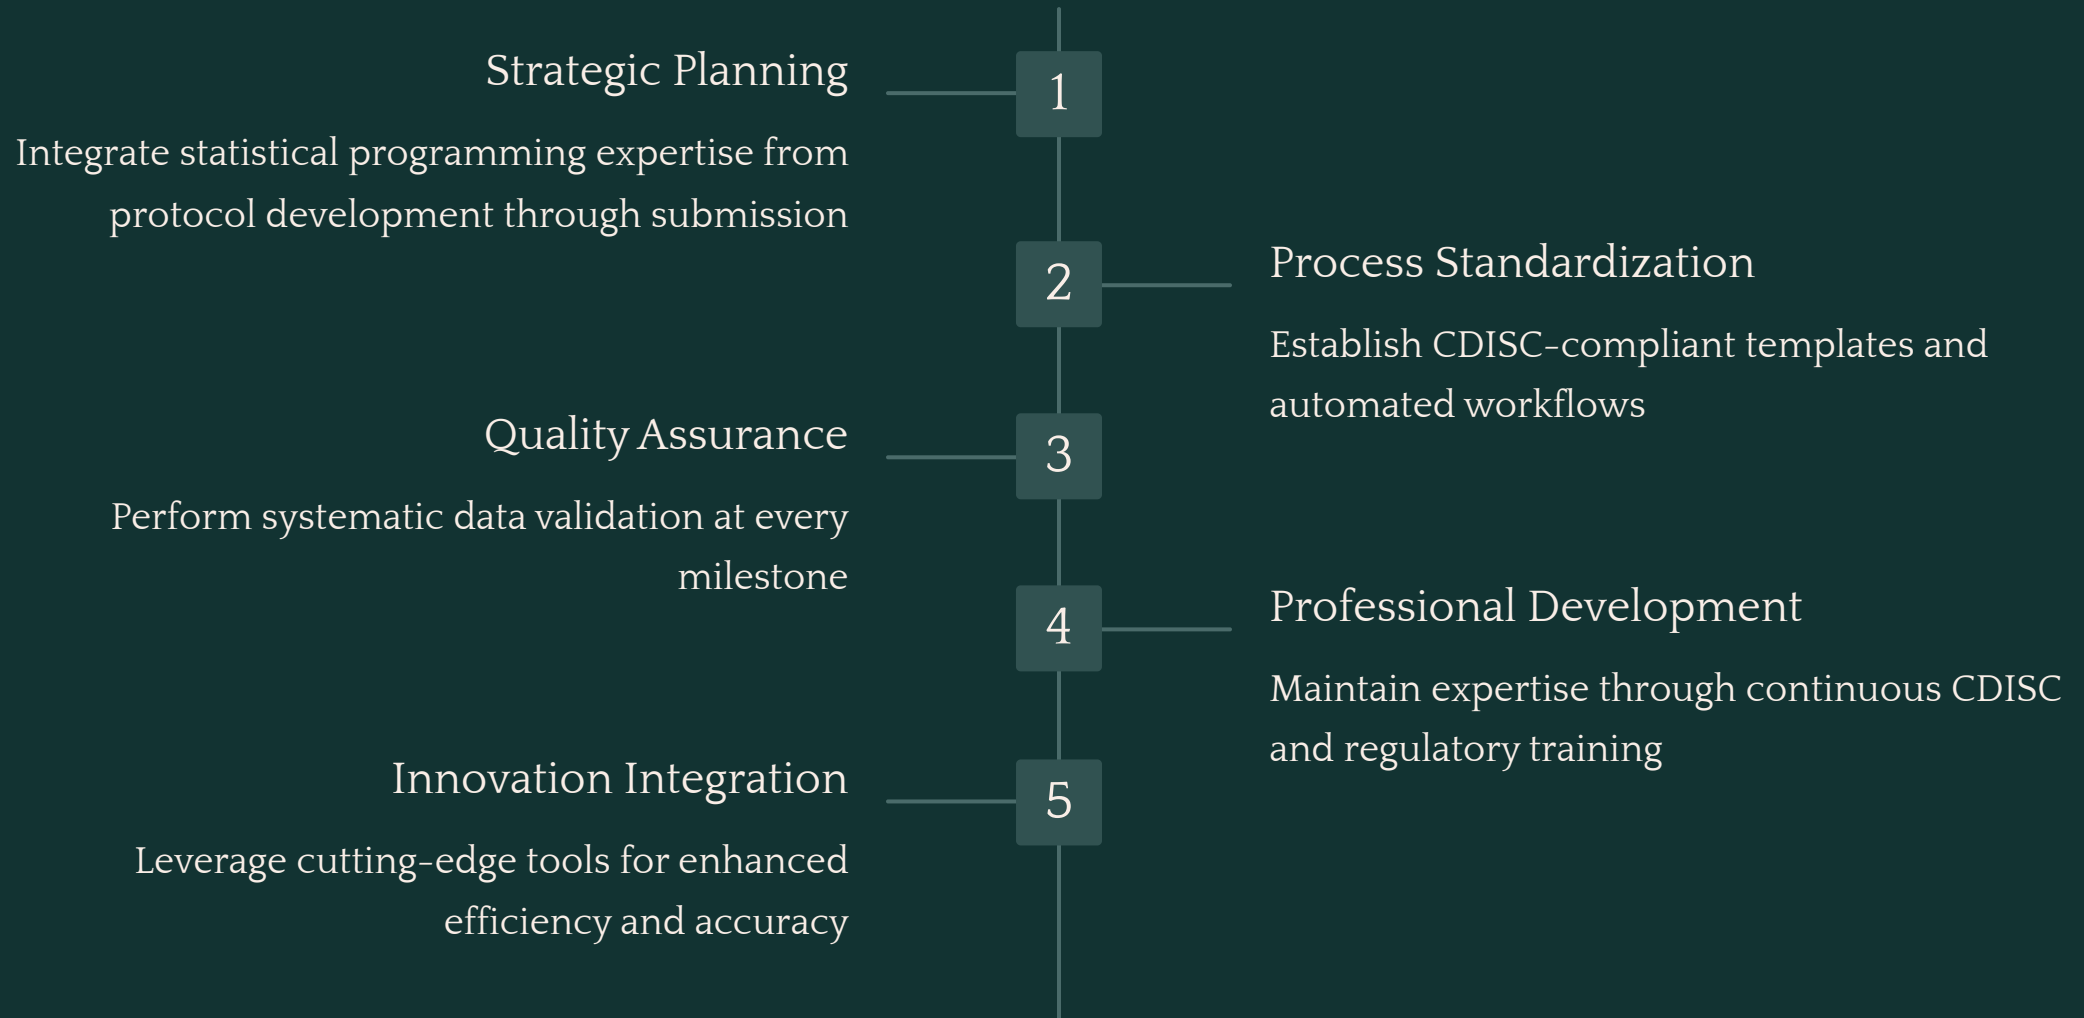 1
Strategic Planning
Integrate statistical programming expertise from
protocol development through submission
2
Process Standardization
Establish CDISC-compliant templates and
automated workflows
3
Quality Assurance
Perform systematic data validation at every
milestone
4
Professional Development
Maintain expertise through continuous CDISC
and regulatory training
5
Innovation Integration
Leverage cutting-edge tools for enhanced
efficiency and accuracy